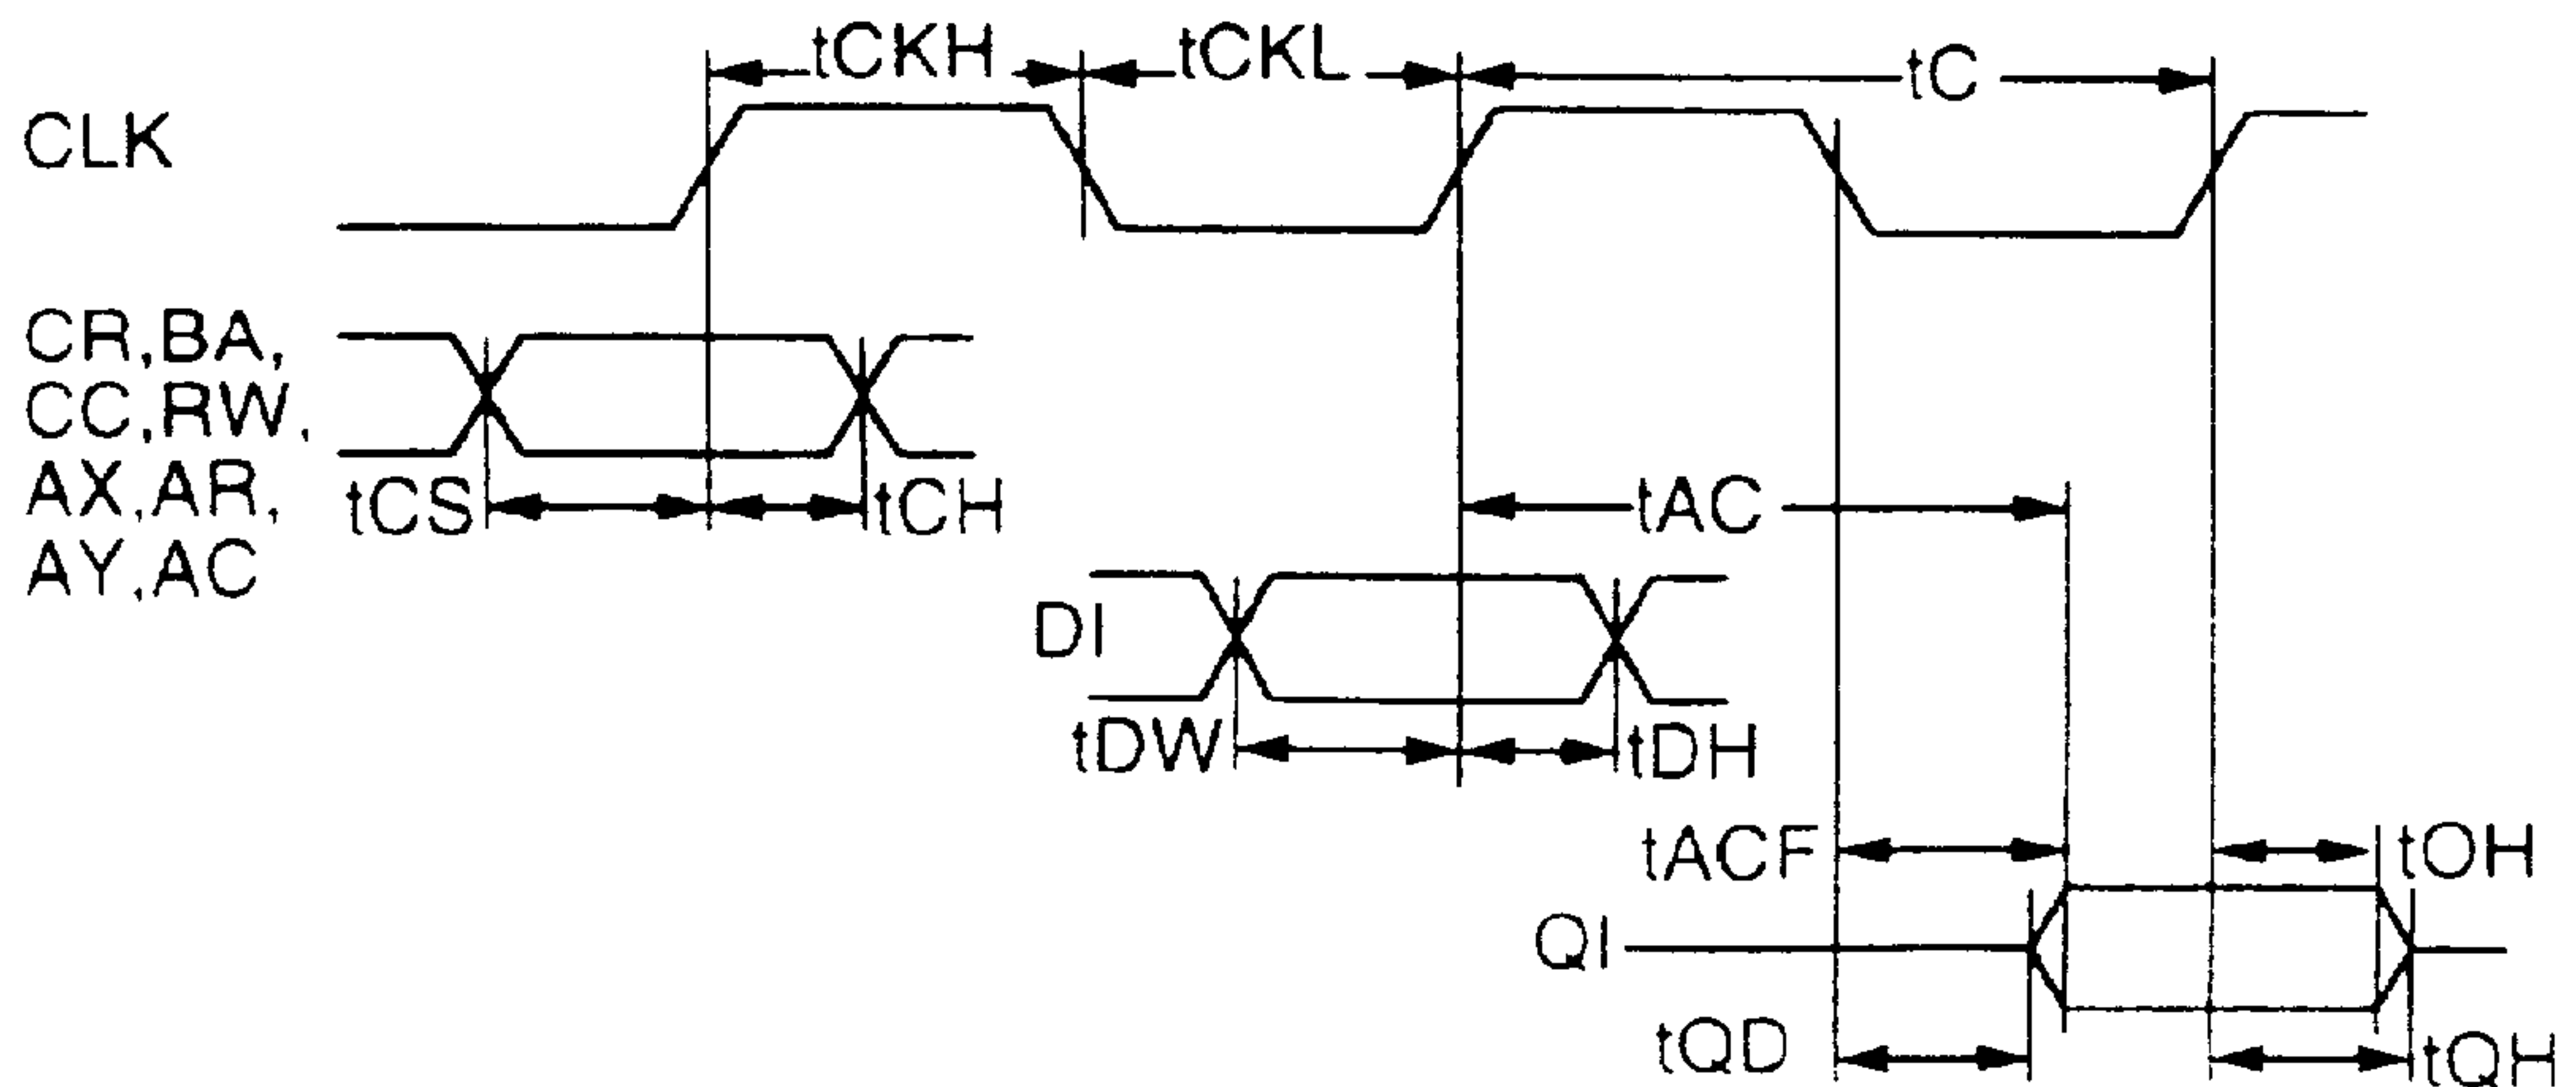 tCKH
tCKL
tC
CLK
CR,BA,
CC,RW,
AX,AR,
AY,AC
tCS
tCH
tAC
DI
tDW
tDH
tACF
tOH
QI
tQD
tQH